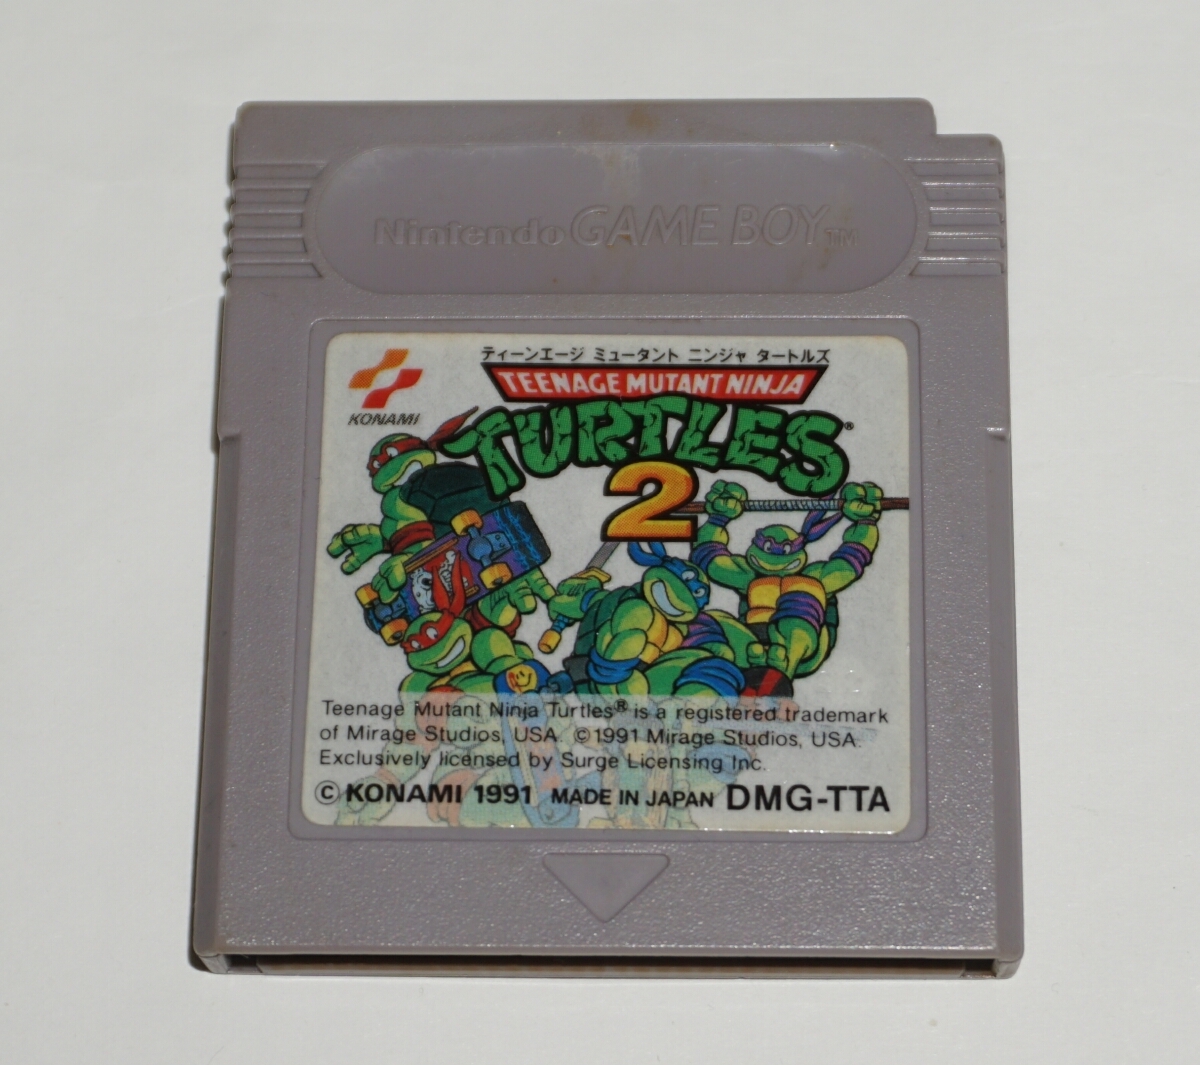 Nintendo GAME BOY TM
ティーンエージ ミュータント ニンジャ タートルズ
KONAMI
TEENAGE MUTANT NINJA
TURTLES®
2
Teenage Mutant Ninja Turtles® is a registered trademark
of Mirage Studios, USA. ©1991 Mirage Studios, USA.
Exclusively licensed by Surge Licensing Inc.
© KONAMI 1991 MADE IN JAPAN DMG-TTA